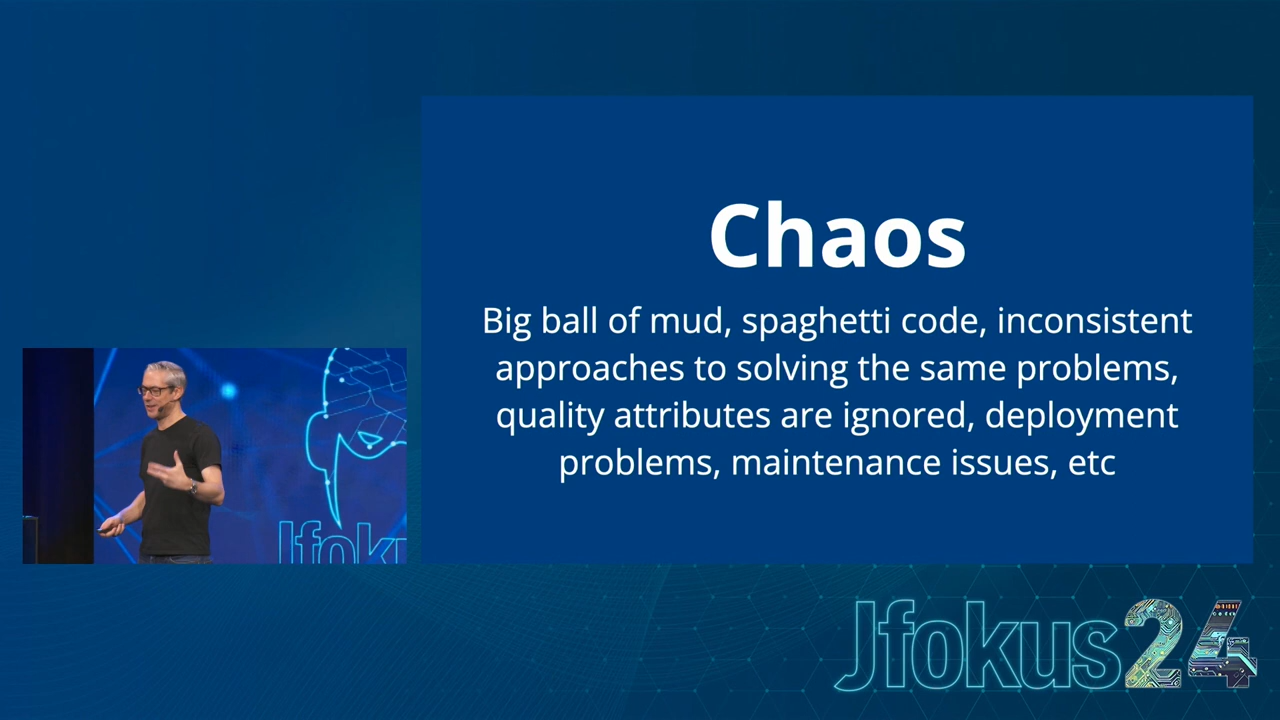 Chaos
Big ball of mud, spaghetti code, inconsistent
approaches to solving the same problems,
quality attributes are ignored, deployment
problems, maintenance issues, etc
Jfokus
Jfokus24